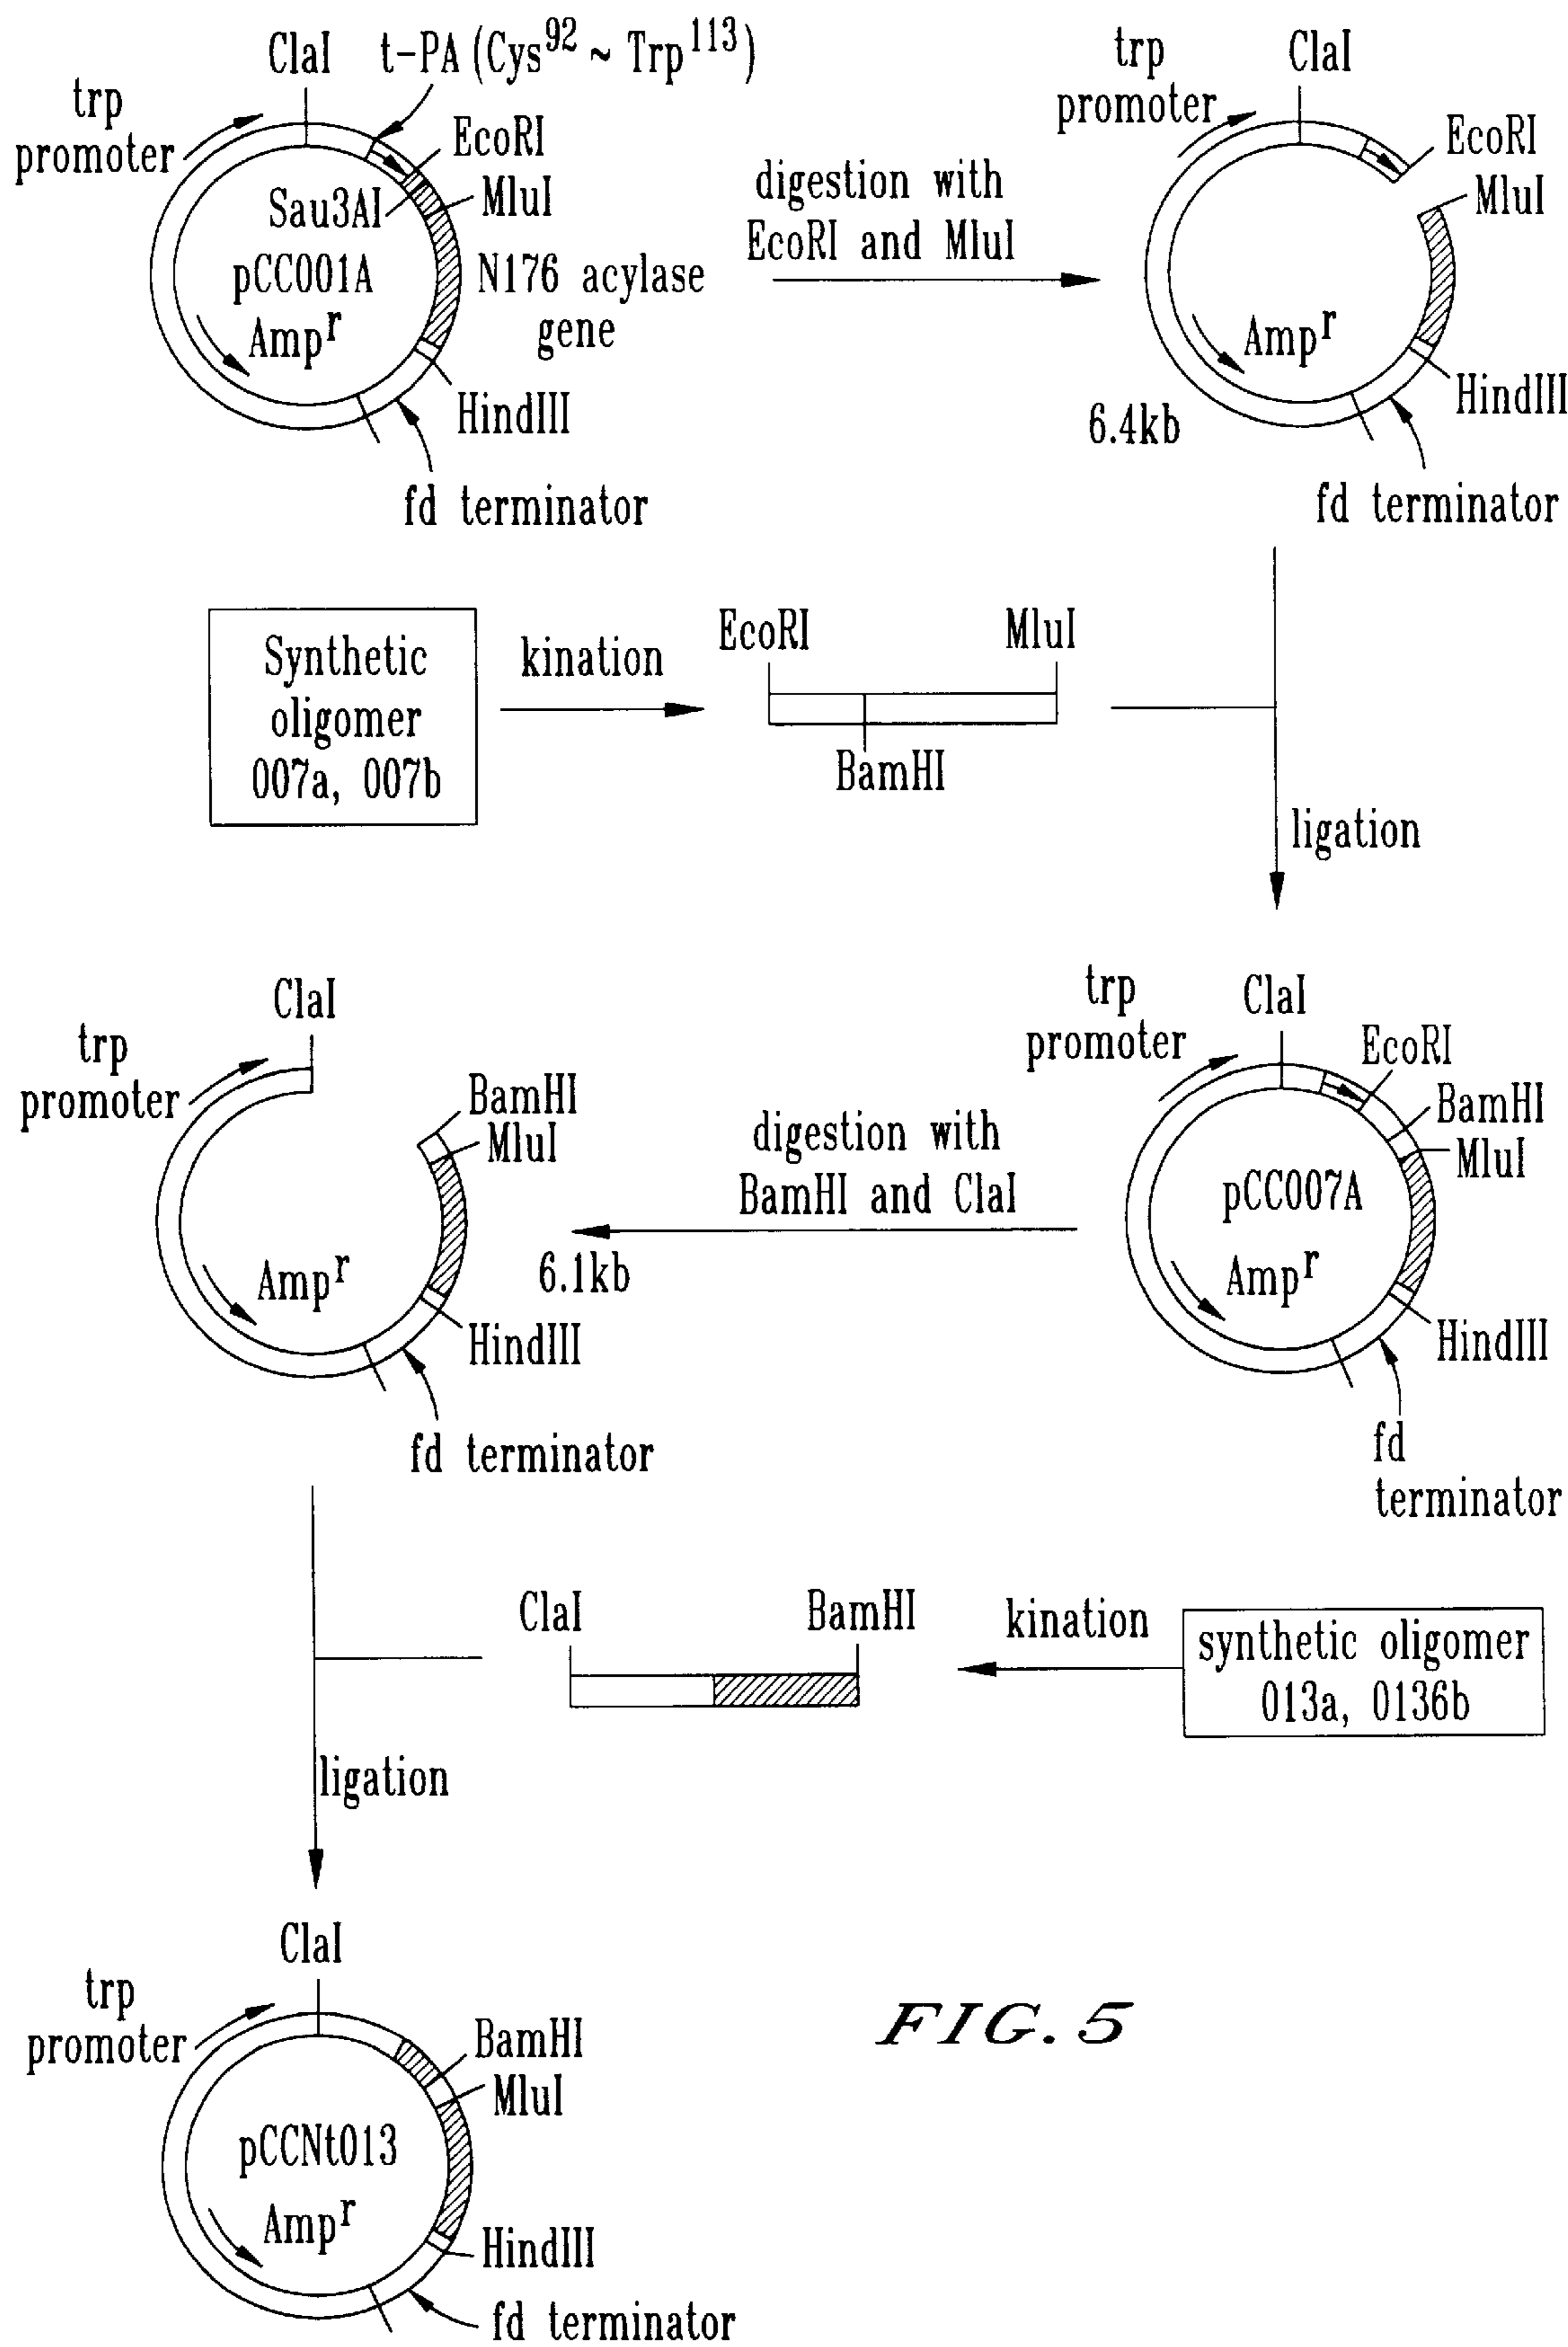 ClaI
t-PA (Cys92 ~ Trp113)
trp
promoter
EcoRI
Sau3AI
MluI
pCC001A
N176 acylase
gene
Ampr
HindIII
fd terminator
digestion with
EcoRI and MluI
trp
promoter
ClaI
EcoRI
MluI
Ampr
HindIII
6.4kb
fd terminator
Synthetic
oligomer
007a, 007b
kination
EcoRI
MluI
BamHI
ligation
trp
promoter
ClaI
EcoRI
BamHI
MluI
pCC007A
Ampr
HindIII
fd
terminator
digestion with
BamHI and ClaI
6.1kb
ClaI
trp
promoter
BamHI
MluI
Ampr
HindIII
fd terminator
synthetic oligomer
013a, 0136b
kination
ClaI
BamHI
ligation
ClaI
trp
promoter
BamHI
MluI
pCCNt013
Ampr
HindIII
fd terminator
FIG. 5